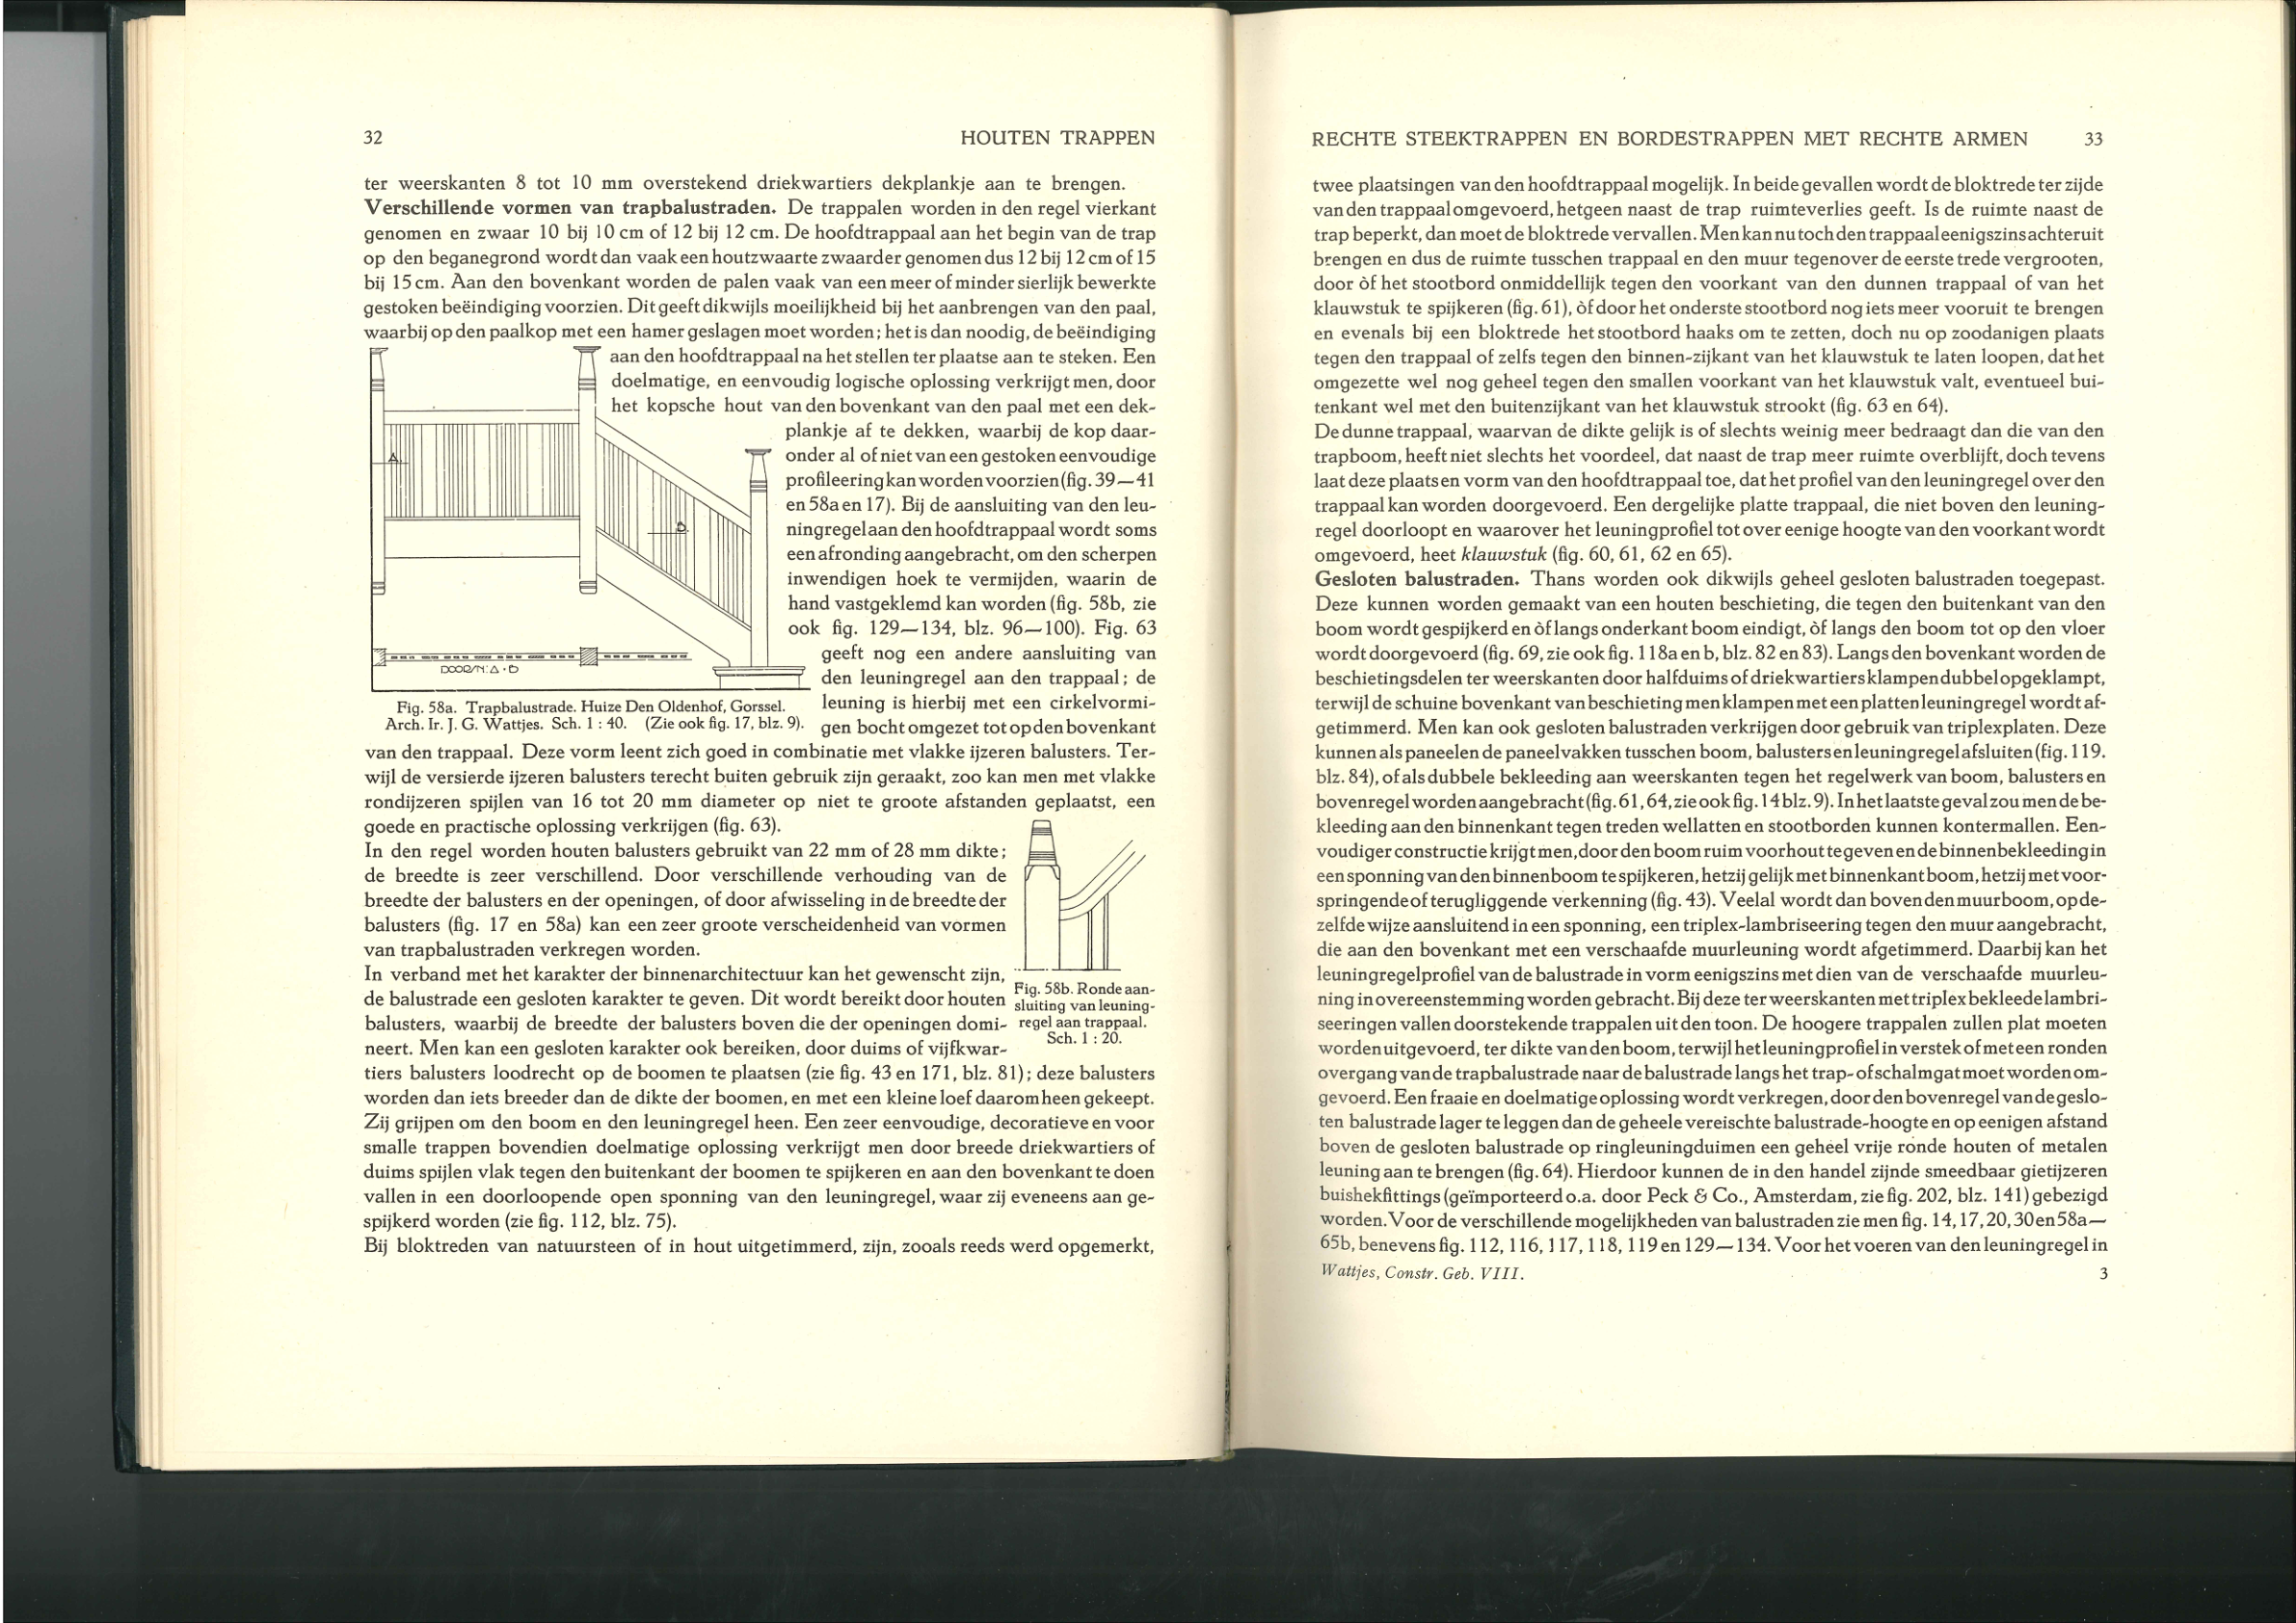 32
HOUTEN TRAPPEN
ter weerskanten 8 tot 10 mm overstekend driekwartiers dekplankje aan te brengen.
Verschillende vormen van trapbalustraden. De trappalen worden in den regel vierkant
genomen en zwaar 10 bij 10 cm of 12 bij 12 cm. De hoofdtrappaal aan het begin van de trap
op den beganegrond wordt dan vaak een houtzwaarte zwaarder genomen dus 12 bij 12 cm of 15
bij 15 cm. Aan den bovenkant worden de palen vaak van een meer of minder sierlijk bewerkte
gestoken beëindiging voorzien. Dit geeft dikwijls moeilijkheid bij het aanbrengen van den paal,
waarbij op den paalkop met een hamer geslagen moet worden; het is dan noodig, de beëindiging
aan den hoofdtrappaal na het stellen ter plaatse aan te steken. Een
doelmatige, en eenvoudig logische oplossing verkrijgt men, door
het kopsche hout van den bovenkant van den paal met een dek-
plankje af te dekken, waarbij de kop daar-
onder al of niet van een gestoken eenvoudige
profileering kan worden voorzien (fig. 39—41
en 58a en 17). Bij de aansluiting van den leu-
ningregel aan den hoofdtrappaal wordt soms
een afronding aangebracht, om den scherpen
inwendigen hoek te vermijden, waarin de
hand vastgeklemd kan worden (fig. 58b, zie
ook fig. 129—134, blz. 96—100). Fig. 63
geeft nog een andere aansluiting van
den leuningregel aan den trappaal; de
leuning is hierbij met een cirkelvormi-
gen bocht omgezet tot op den bovenkant
A.
B.
DOORSN: A · B
Fig. 58a. Trapbalustrade. Huize Den Oldenhof, Gorssel.
Arch. Ir. J. G. Wattjes. Sch. 1 : 40. (Zie ook fig. 17, blz. 9).
van den trappaal. Deze vorm leent zich goed in combinatie met vlakke ijzeren balusters. Ter-
wijl de versierde ijzeren balusters terecht buiten gebruik zijn geraakt, zoo kan men met vlakke
rondijzeren spijlen van 16 tot 20 mm diameter op niet te groote afstanden geplaatst, een
goede en practische oplossing verkrijgen (fig. 63).
In den regel worden houten balusters gebruikt van 22 mm of 28 mm dikte;
de breedte is zeer verschillend. Door verschillende verhouding van de
breedte der balusters en der openingen, of door afwisseling in de breedte der
balusters (fig. 17 en 58a) kan een zeer groote verscheidenheid van vormen
van trapbalustraden verkregen worden.
In verband met het karakter der binnenarchitectuur kan het gewenscht zijn,
de balustrade een gesloten karakter te geven. Dit wordt bereikt door houten
balusters, waarbij de breedte der balusters boven die der openingen domi-
neert. Men kan een gesloten karakter ook bereiken, door duims of vijfkwar-
Fig. 58b. Ronde aan-
sluiting van leuning-
regel aan trappaal.
Sch. 1 : 20.
tiers balusters loodrecht op de boomen te plaatsen (zie fig. 43 en 171, blz. 81); deze balusters
worden dan iets breeder dan de dikte der boomen, en met een kleine loef daaromheen gekeept.
Zij grijpen om den boom en den leuningregel heen. Een zeer eenvoudige, decoratieve en voor
smalle trappen bovendien doelmatige oplossing verkrijgt men door breede driekwartiers of
duims spijlen vlak tegen den buitenkant der boomen te spijkeren en aan den bovenkant te doen
vallen in een doorloopende open sponning van den leuningregel, waar zij eveneens aan ge-
spijkerd worden (zie fig. 112, blz. 75).
Bij bloktreden van natuursteen of in hout uitgetimmerd, zijn, zooals reeds werd opgemerkt,
RECHTE STEEKTRAPPEN EN BORDESTRAPPEN MET RECHTE ARMEN
33
twee plaatsingen van den hoofdtrappaal mogelijk. In beide gevallen wordt de bloktrede ter zijde
van den trappaal omgevoerd, hetgeen naast de trap ruimteverlies geeft. Is de ruimte naast de
trap beperkt, dan moet de bloktrede vervallen. Men kan nu toch den trappaal eenigszins achteruit
brengen en dus de ruimte tusschen trappaal en den muur tegenover de eerste trede vergrooten,
door òf het stootbord onmiddellijk tegen den voorkant van den dunnen trappaal of van het
klauwstuk te spijkeren (fig. 61), òf door het onderste stootbord nog iets meer vooruit te brengen
en evenals bij een bloktrede het stootbord haaks om te zetten, doch nu op zoodanigen plaats
tegen den trappaal of zelfs tegen den binnen-zijkant van het klauwstuk te laten loopen, dat het
omgezette wel nog geheel tegen den smallen voorkant van het klauwstuk valt, eventueel bui-
tenkant wel met den buitenzijkant van het klauwstuk strookt (fig. 63 en 64).
De dunne trappaal, waarvan de dikte gelijk is of slechts weinig meer bedraagt dan die van den
trapboom, heeft niet slechts het voordeel, dat naast de trap meer ruimte overblijft, doch tevens
laat deze plaats en vorm van den hoofdtrappaal toe, dat het profiel van den leuningregel over den
trappaal kan worden doorgevoerd. Een dergelijke platte trappaal, die niet boven den leuning-
regel doorloopt en waarover het leuningprofiel tot over eenige hoogte van den voorkant wordt
omgevoerd, heet klauwstuk (fig. 60, 61, 62 en 65).
Gesloten balustraden. Thans worden ook dikwijls geheel gesloten balustraden toegepast.
Deze kunnen worden gemaakt van een houten beschieting, die tegen den buitenkant van den
boom wordt gespijkerd en òf langs onderkant boom eindigt, òf langs den boom tot op den vloer
wordt doorgevoerd (fig. 69, zie ook fig. 118a en b, blz. 82 en 83). Langs den bovenkant worden de
beschietingsdelen ter weerskanten door halfduims of driekwartiers klampen dubbel opgeklampt,
terwijl de schuine bovenkant van beschieting men klampen met een platten leuningregel wordt af-
getimmerd. Men kan ook gesloten balustraden verkrijgen door gebruik van triplexplaten. Deze
kunnen als paneelen de paneelvakken tusschen boom, balusters en leuningregel afsluiten (fig. 119.
blz. 84), of als dubbele bekleeding aan weerskanten tegen het regelwerk van boom, balusters en
bovenregel worden aangebracht (fig. 61, 64, zie ook fig. 14 blz. 9). In het laatste geval zou men de be-
kleeding aan den binnenkant tegen treden wellatten en stootborden kunnen kontermallen. Een-
voudiger constructie krijgt men, door den boom ruim voorhout te geven en de binnenbekleeding in
een sponning van den binnenboom te spijkeren, hetzij gelijk met binnenkant boom, hetzij met voor-
springende of terugliggende verkenning (fig. 43). Veelal wordt dan boven den muurboom, op de-
zelfde wijze aansluitend in een sponning, een triplex-lambriseering tegen den muur aangebracht,
die aan den bovenkant met een verschaafde muurleuning wordt afgetimmerd. Daarbij kan het
leuningregelprofiel van de balustrade in vorm eenigszins met dien van de verschaafde muurleu-
ning in overeenstemming worden gebracht. Bij deze ter weerskanten met triplex bekleede lambri-
seeringen vallen doorstekende trappalen uit den toon. De hoogere trappalen zullen plat moeten
worden uitgevoerd, ter dikte van den boom, terwijl het leuningprofiel in verstek of met een ronden
overgang van de trapbalustrade naar de balustrade langs het trap- of schalmgat moet worden om-
gevoerd. Een fraaie en doelmatige oplossing wordt verkregen, door den bovenregel van de geslo-
ten balustrade lager te leggen dan de geheele vereischte balustrade-hoogte en op eenigen afstand
boven de gesloten balustrade op ringleuningduimen een geheel vrije ronde houten of metalen
leuning aan te brengen (fig. 64). Hierdoor kunnen de in den handel zijnde smeedbaar gietijzeren
buishekfittings (geïmporteerd o.a. door Peck & Co., Amsterdam, zie fig. 202, blz. 141) gebezigd
worden. Voor de verschillende mogelijkheden van balustraden zie men fig. 14, 17, 20, 30 en 58a—
65b, benevens fig. 112, 116, 117, 118, 119 en 129—134. Voor het voeren van den leuningregel in
Wattjes, Constr. Geb. VIII.
3